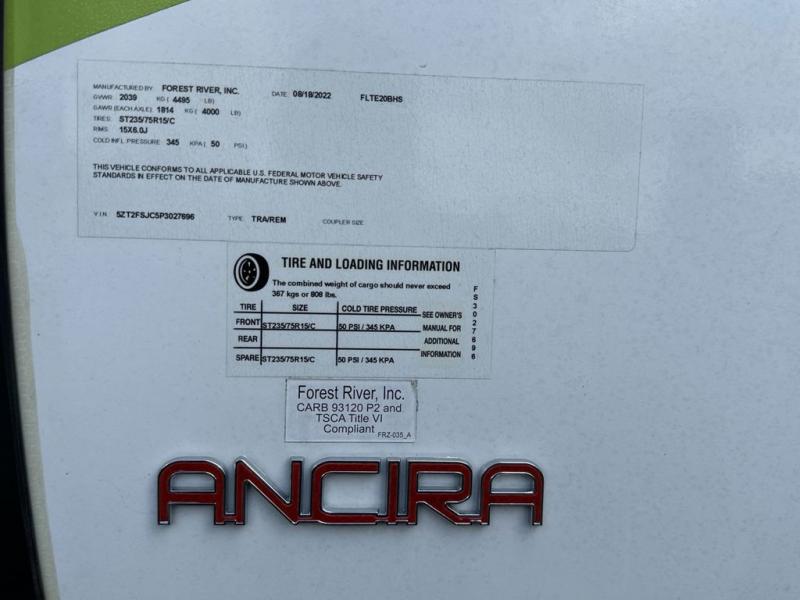 MANUFACTURED BY: FOREST RIVER, INC. DATE: 08/18/2022 FLTE20BHS
GVWR: 2039 KG ( 4495 LB)
GAWR (EACH AXLE): 1814 KG ( 4000 LB)
TIRES: ST235/75R15/C
RIMS: 15X6.0J
COLD INFL PRESSURE: 345 KPA ( 50 PSI)
THIS VEHICLE CONFORMS TO ALL APPLICABLE U.S. FEDERAL MOTOR VEHICLE SAFETY
STANDARDS IN EFFECT ON THE DATE OF MANUFACTURE SHOWN ABOVE.
V.I.N. 5ZT2FSJC5P3027696 TYPE: TRA/REM COUPLER SIZE
TIRE AND LOADING INFORMATION
The combined weight of cargo should never exceed
367 kgs or 808 lbs.
TIRE SIZE COLD TIRE PRESSURE SEE OWNER'S
FRONT ST235/75R15/C 50 PSI / 345 KPA MANUAL FOR
REAR ADDITIONAL
SPARE ST235/75R15/C 50 PSI / 345 KPA INFORMATION
FS3027696
Forest River, Inc.
CARB 93120 P2 and
TSCA Title VI
Compliant
FRZ-035_A
ANCIRA